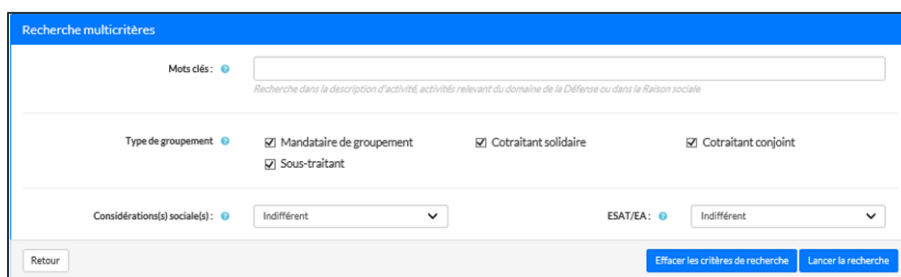 Recherche multicritères
Mots clés :
Recherche dans la description d'activité, activités relevant du domaine de la Défense ou dans la Raison sociale
Type de groupement
Mandataire de groupement
Cotraitant solidaire
Cotraitant conjoint
Sous-traitant
Considérations(s) sociale(s) :
Indifférent
ESAT/EA :
Indifférent
Retour
Effacer les critères de recherche
Lancer la recherche